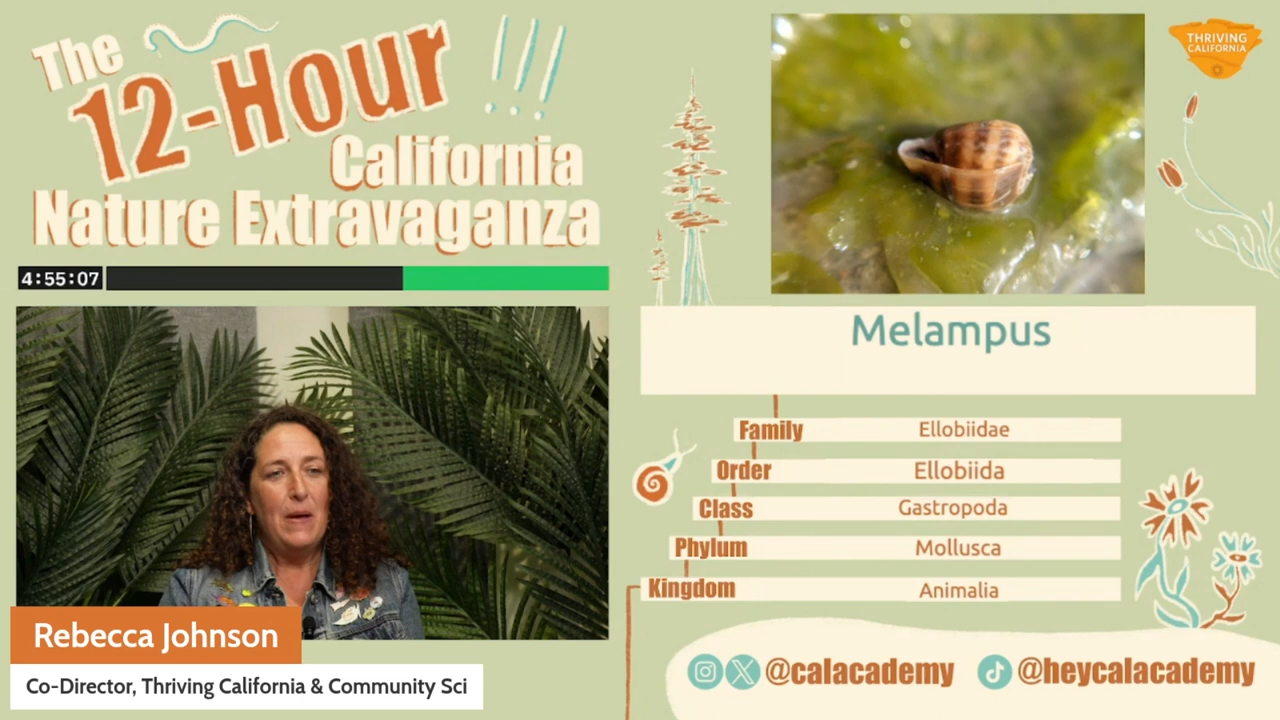 The
12-Hour
!!!
California
Nature Extravaganza
4:55:07
THRIVING
CALIFORNIA
Melampus
Family Ellobiidae
Order Ellobiida
Class Gastropoda
Phylum Mollusca
Kingdom Animalia
Rebecca Johnson
Co-Director, Thriving California & Community Sci
@calacademy @heycalacademy